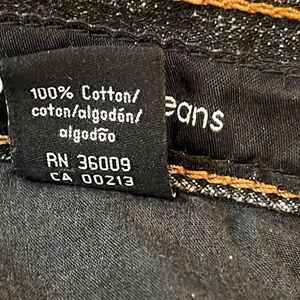 100% Cotton/
coton/algodón/
algodão
RN 36009
CA 00213
eans